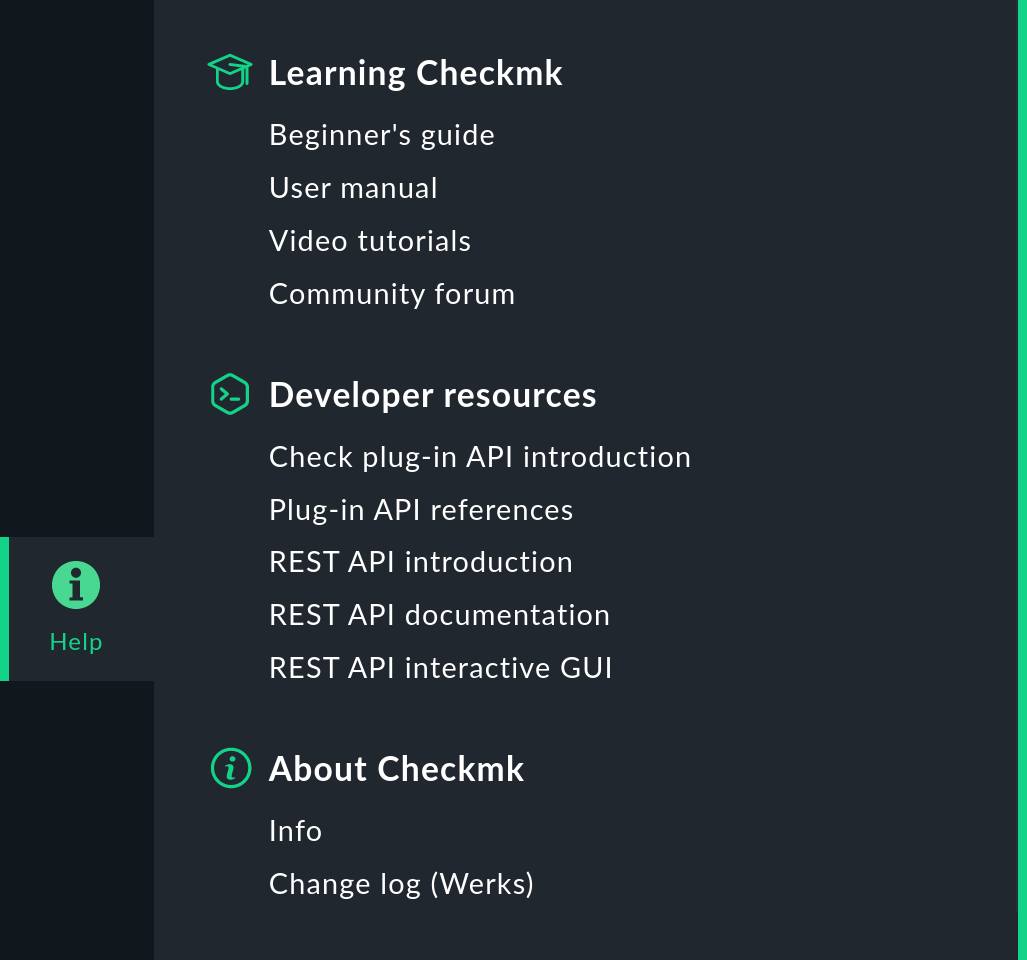 Learning Checkmk
Beginner's guide
User manual
Video tutorials
Community forum
Developer resources
Check plug-in API introduction
Plug-in API references
REST API introduction
REST API documentation
REST API interactive GUI
Help
About Checkmk
Info
Change log (Werks)